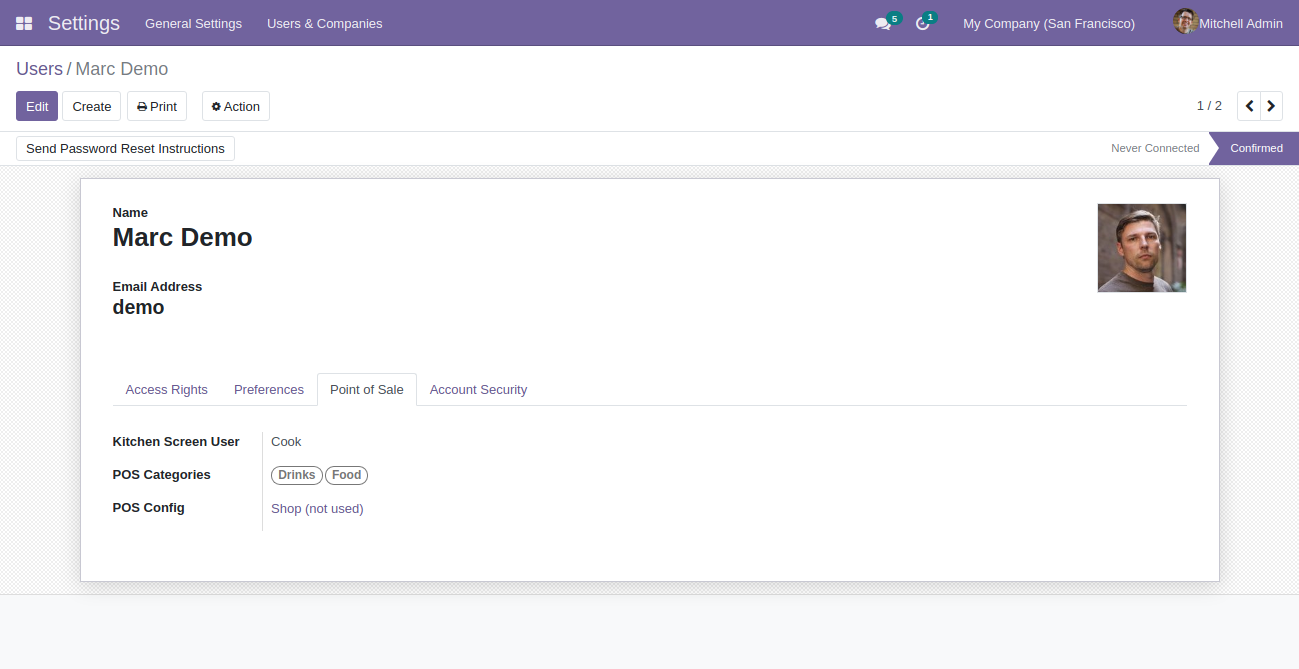 Settings General Settings Users & Companies 5 1 My Company (San Francisco) Mitchell Admin
Users / Marc Demo
Edit Create Print Action 1 / 2
Send Password Reset Instructions Never Connected Confirmed
Name
Marc Demo
Email Address
demo
Access Rights Preferences Point of Sale Account Security
Kitchen Screen User Cook
POS Categories Drinks Food
POS Config Shop (not used)